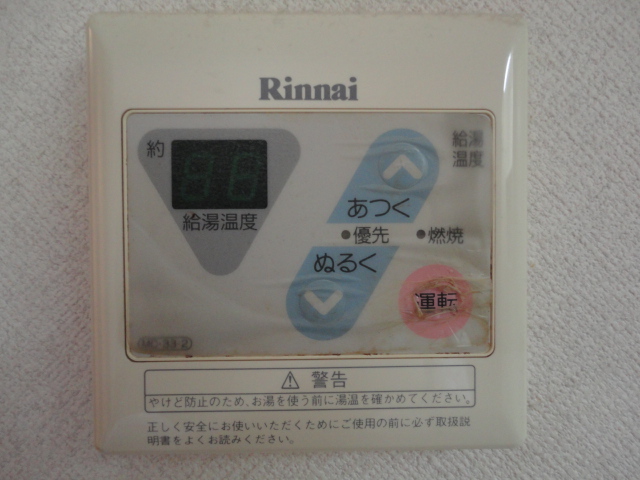 Rinnai
約
給湯温度
給湯
温度
あつく
優先 燃焼
ぬるく
運転
MC-33-2
警告
やけど防止のため、お湯を使う前に湯温を確かめてください。
正しく安全にお使いいただくためにご使用の前に必ず取扱説
明書をよくお読みください。